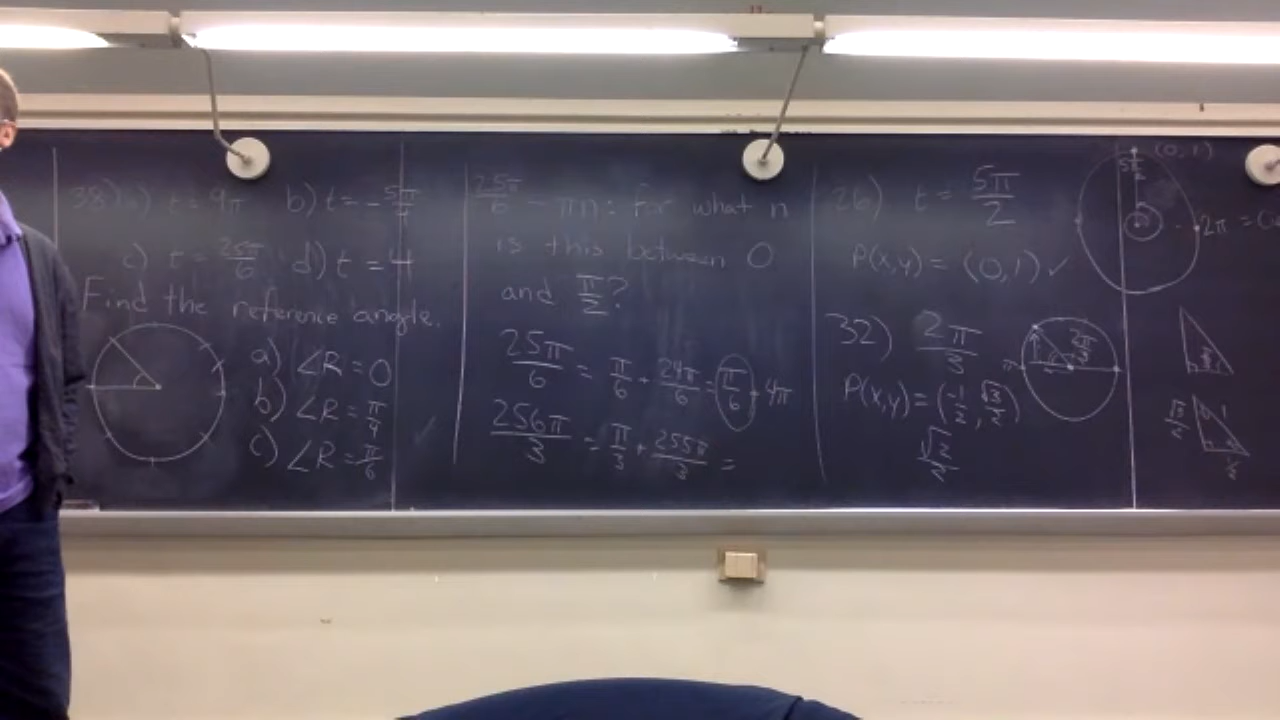 38) a) t = 9π b) t = -5π/4
c) t = 25π/6 d) t = 4
Find the reference angle.
a) ∠R = 0
b) ∠R = π/4
c) ∠R = π/6
25π/6 - πn: for what n
is this between 0
and π/2?
25π/6 = π/6 + 24π/6 = π/6 + 4π
256π/3 = π/3 + 255π/3 =
26) t = 5π/2
P(x,y) = (0,1) ✓
32) 2π/3
P(x,y) = (-1/2, √3/2)
√2/2
(0,1)
5π/2
2π =
2π/3
π
√3/2
1
1/2